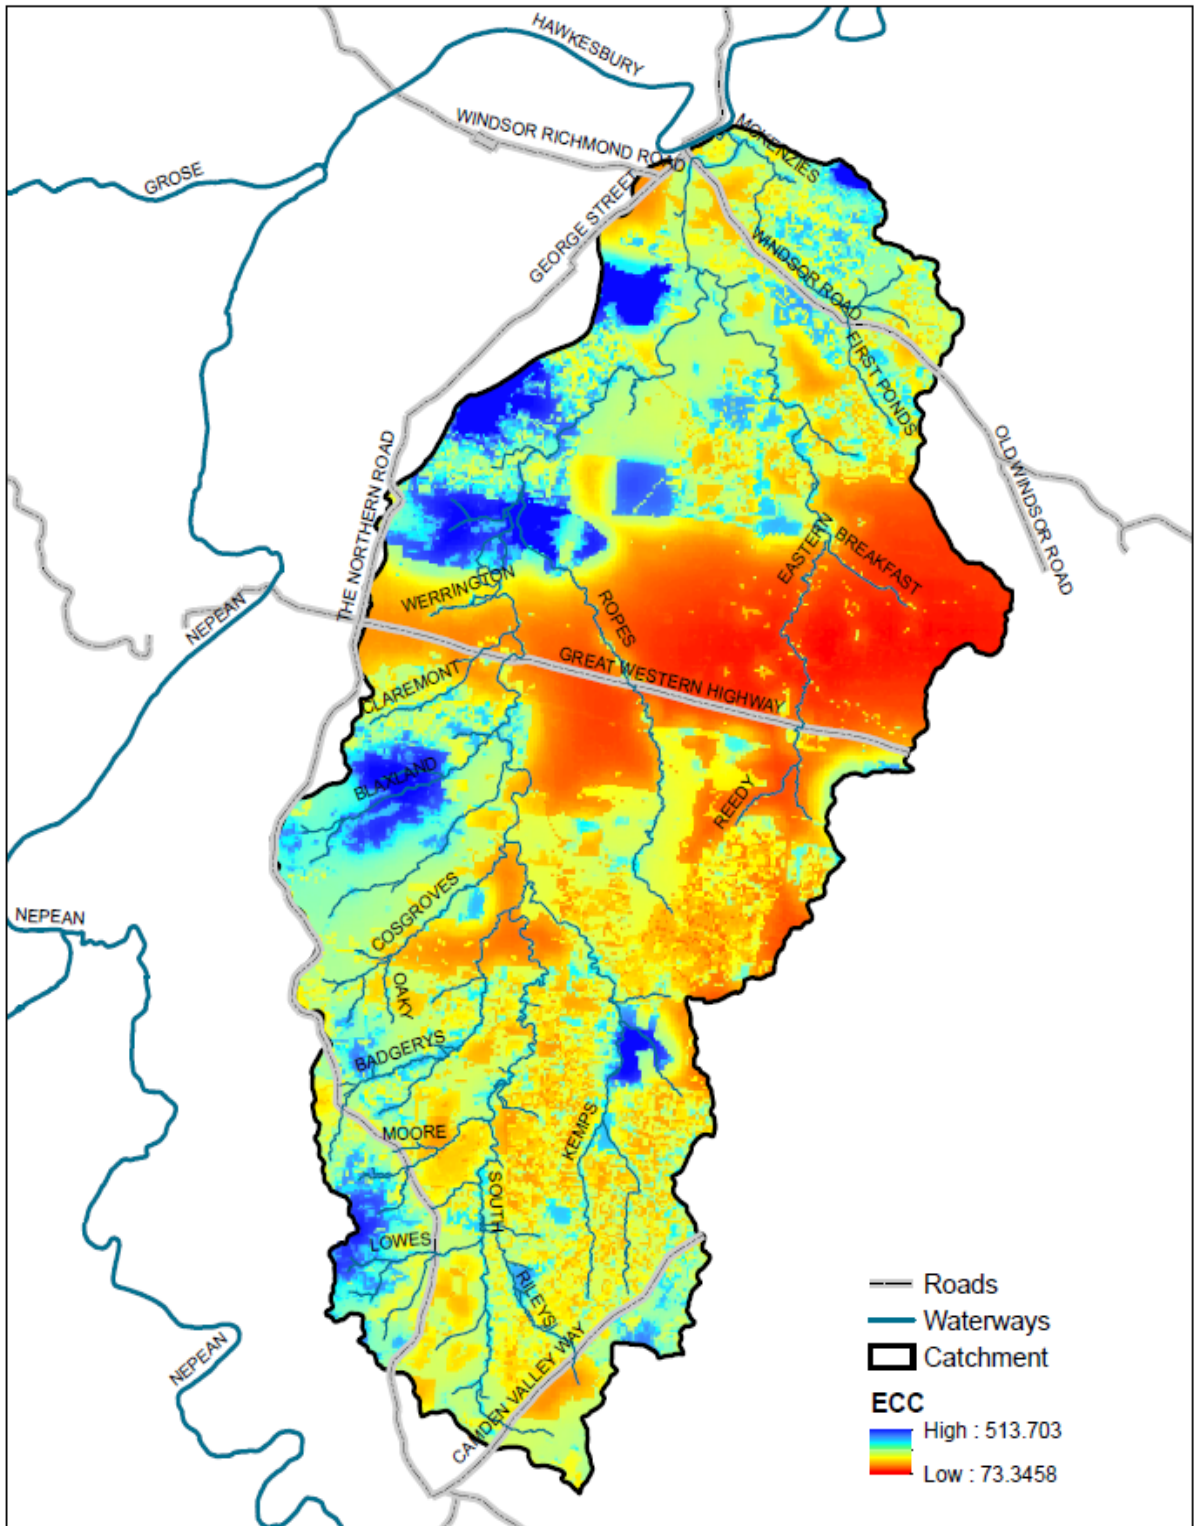 HAWKESBURY
WINDSOR RICHMOND ROAD
MCKENZIES
GROSE
GEORGE STREET
WINDSOR ROAD
FIRST PONDS
OLD WINDSOR ROAD
THE NORTHERN ROAD
EASTERN
BREAKFAST
WERRINGTON
ROPES
NEPEAN
GREAT WESTERN HIGHWAY
CLAREMONT
BLAXLAND
REEDY
COSGROVES
NEPEAN
OAKY
BADGERYS
MOORE
KEMPS
SOUTH
LOWES
RILEYS
NEPEAN
CAMDEN VALLEY WAY
Roads
Waterways
Catchment
ECC
High : 513.703
Low : 73.3458